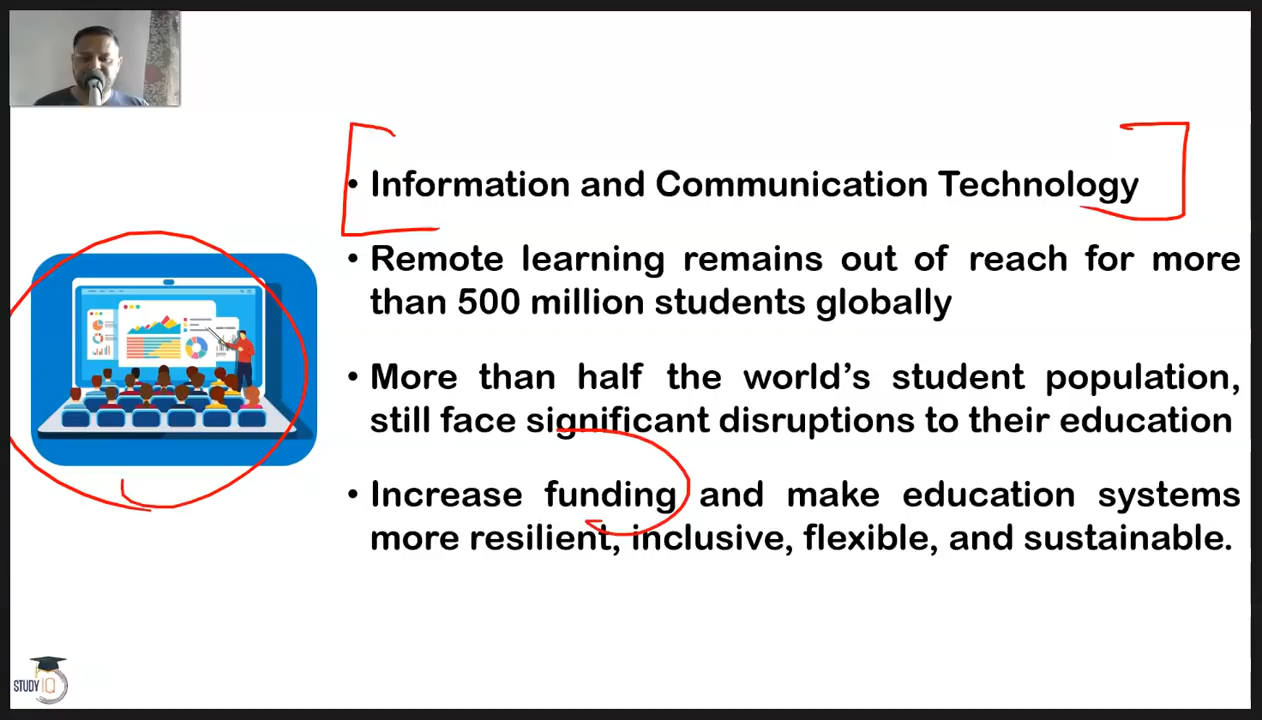 • Information and Communication Technology
• Remote learning remains out of reach for more
than 500 million students globally
• More than half the world’s student population,
still face significant disruptions to their education
• Increase funding and make education systems
more resilient, inclusive, flexible, and sustainable.
STUDY IQ